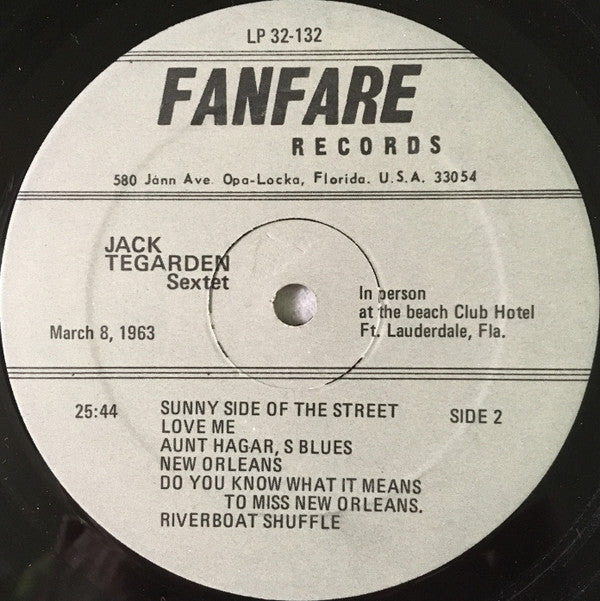 LP 32-132
FANFARE
RECORDS
580 Jann Ave. Opa-Locka, Florida. U.S.A. 33054
JACK
TEGARDEN
Sextet
March 8, 1963
In person
at the beach Club Hotel
Ft. Lauderdale, Fla.
25:44
SIDE 2
SUNNY SIDE OF THE STREET
LOVE ME
AUNT HAGAR, S BLUES
NEW ORLEANS
DO YOU KNOW WHAT IT MEANS
TO MISS NEW ORLEANS.
RIVERBOAT SHUFFLE